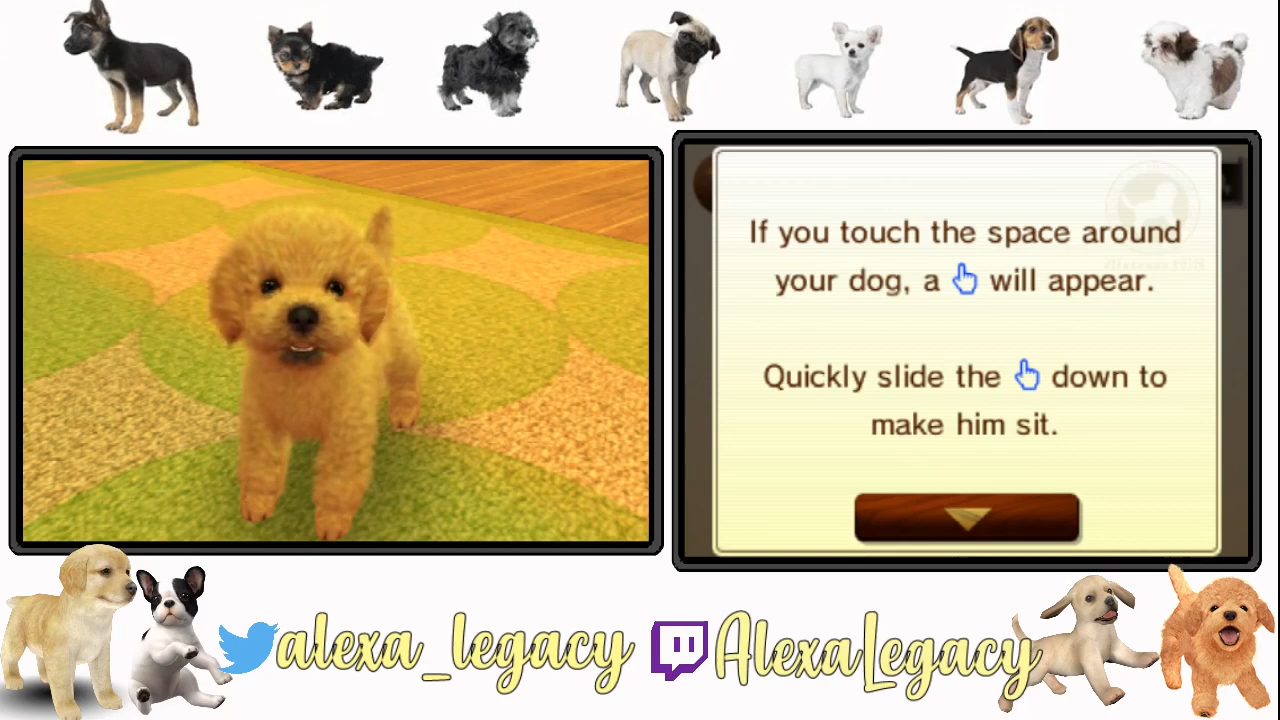 If you touch the space around
your dog, a will appear.
Quickly slide the down to
make him sit.
alexa_legacy
AlexaLegacy